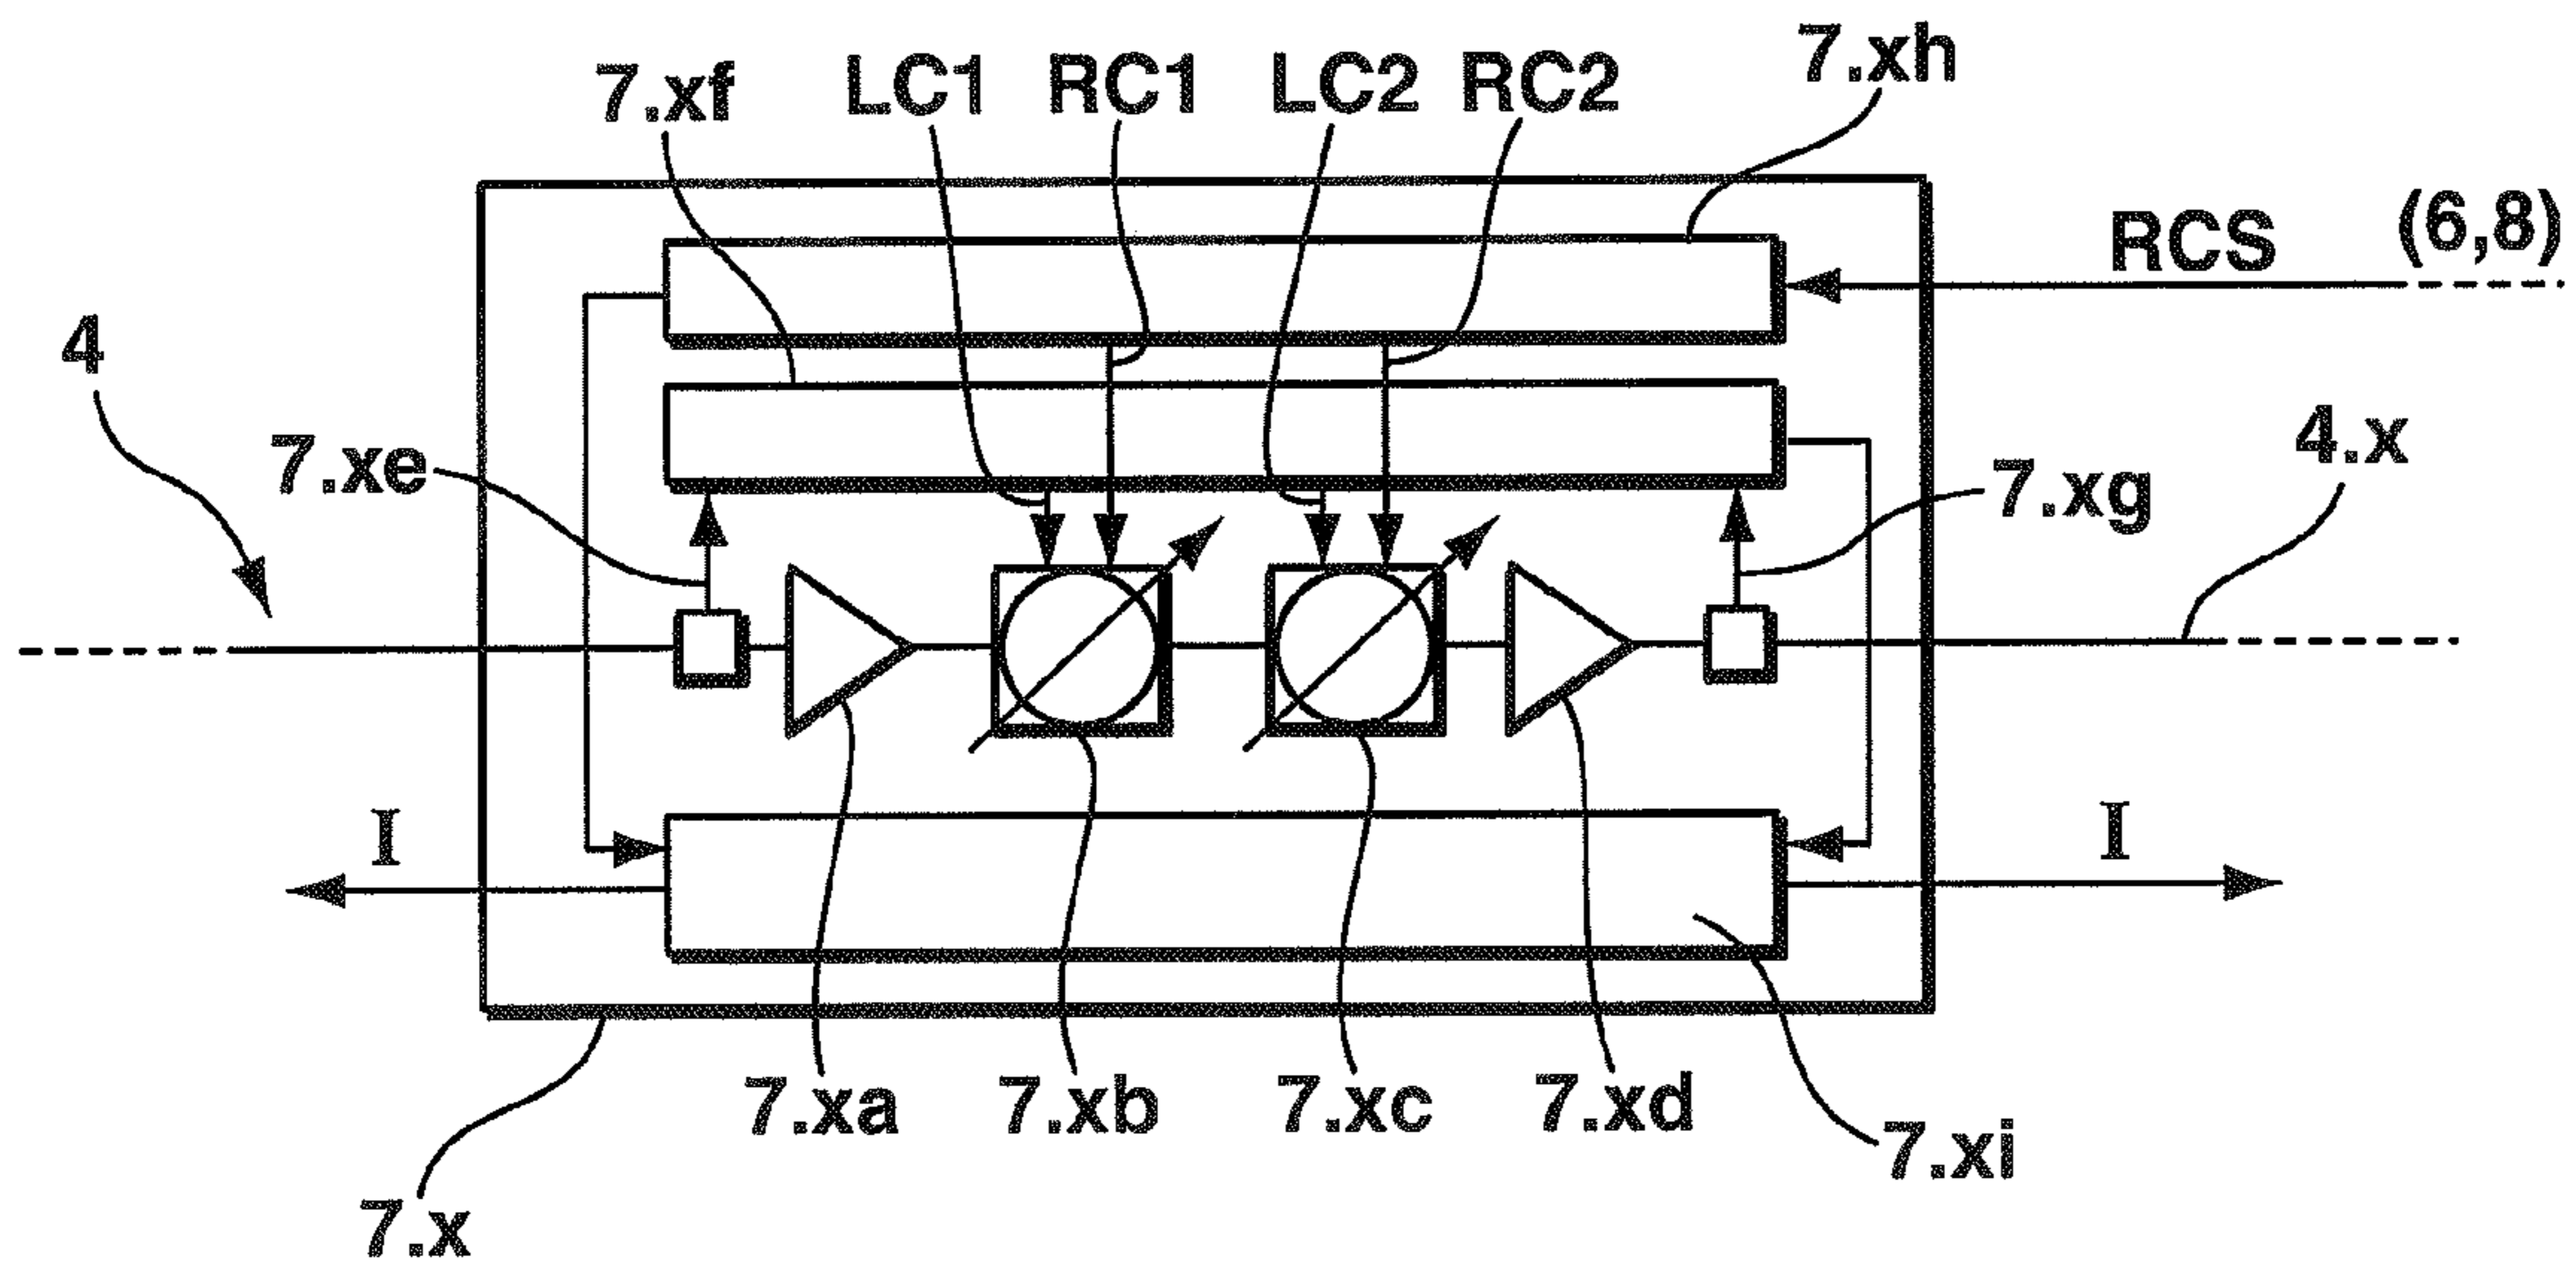 7.xf LC1 RC1 LC2 RC2 7.xh
RCS (6,8)
4
7.xe
4.x
7.xg
I I
7.xa 7.xb 7.xc 7.xd
7.xi
7.x